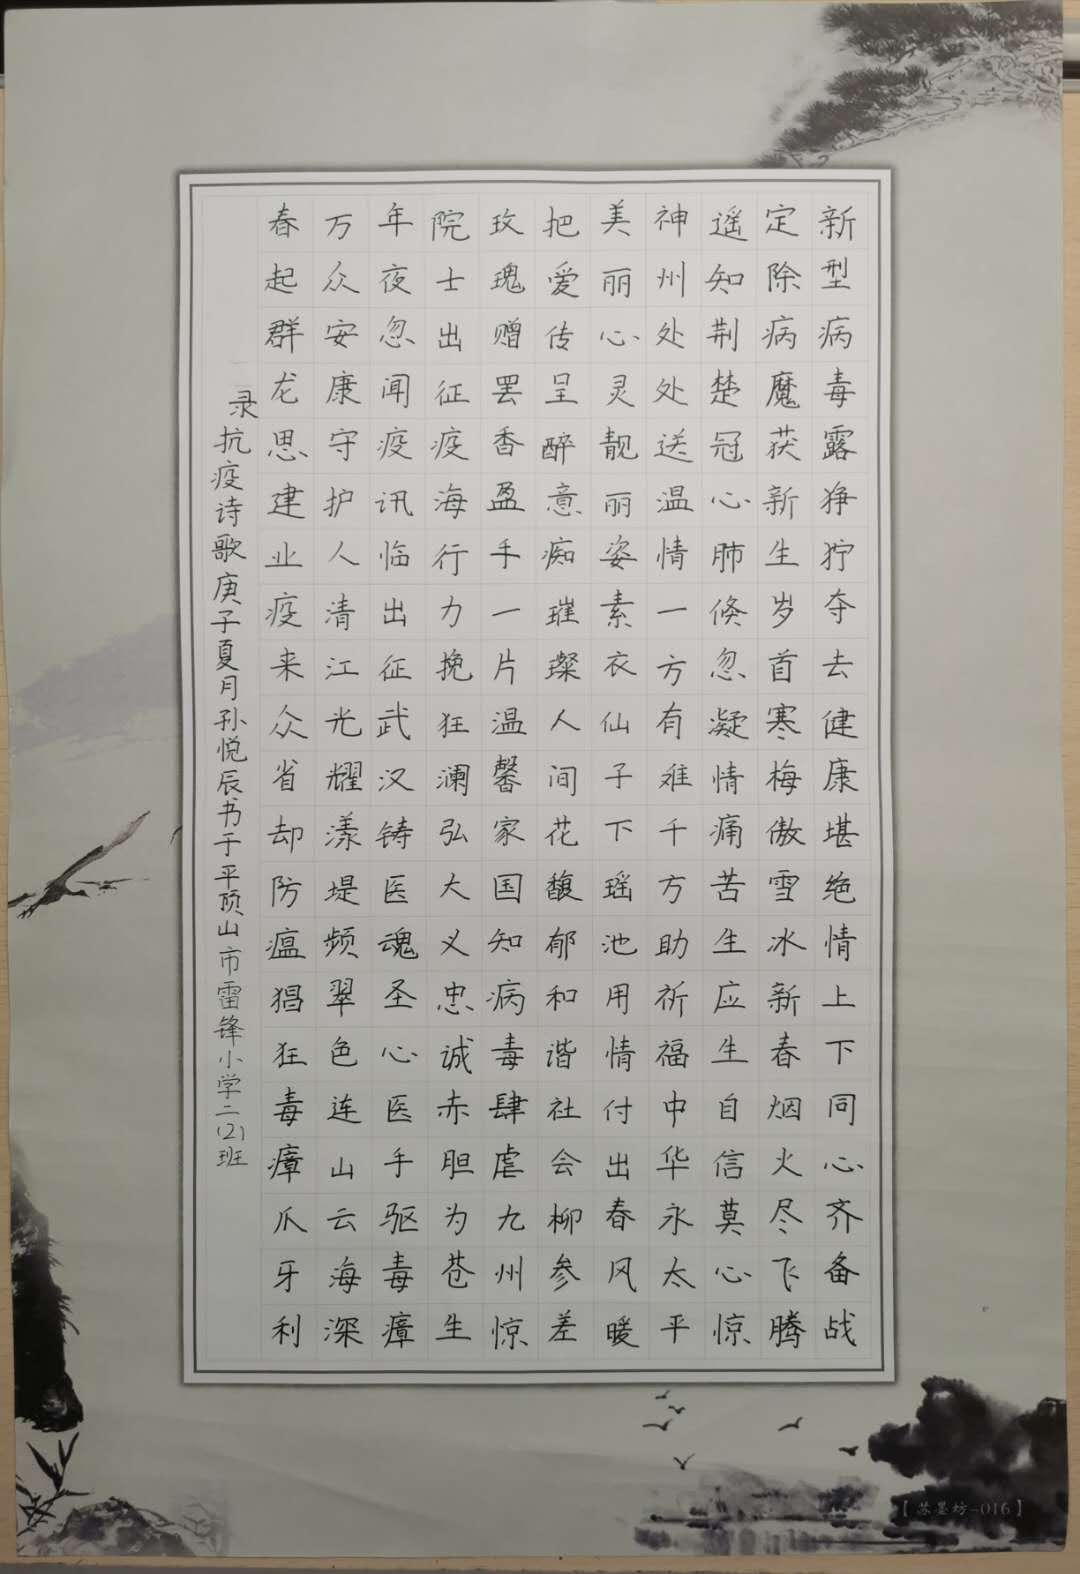 新型病毒露狰狞夺去健康堪绝情上下同心齐备战
定除病魔获新生岁首寒梅傲雪冰新春烟火尽飞腾
遥知荆楚冠心肺倏忽凝情痛苦生应生自信莫心惊
神州处处送温情一方有难千方助祈福中华永太平
美丽心灵靓丽姿素衣仙子下瑶池用情付出春风暖
把爱传呈醉意痴璀璨人间花馥郁和谐社会柳参差
玫瑰赠罢香盈手一片温馨家国知病毒肆虐九州惊
院士出征疫海行力挽狂澜弘大义忠诚赤胆为苍生
年夜忽闻疫讯临出征武汉铸医魂圣心医手驱毒瘴
万众安康守护人清江光耀漾堤频翠色连山云海深
春起群龙思建业疫来众省却防瘟猖狂毒瘴爪牙利
录抗疫诗歌庚子夏月孙悦辰书于平顶山市雷锋小学二(2)班
【苏墨坊-016】